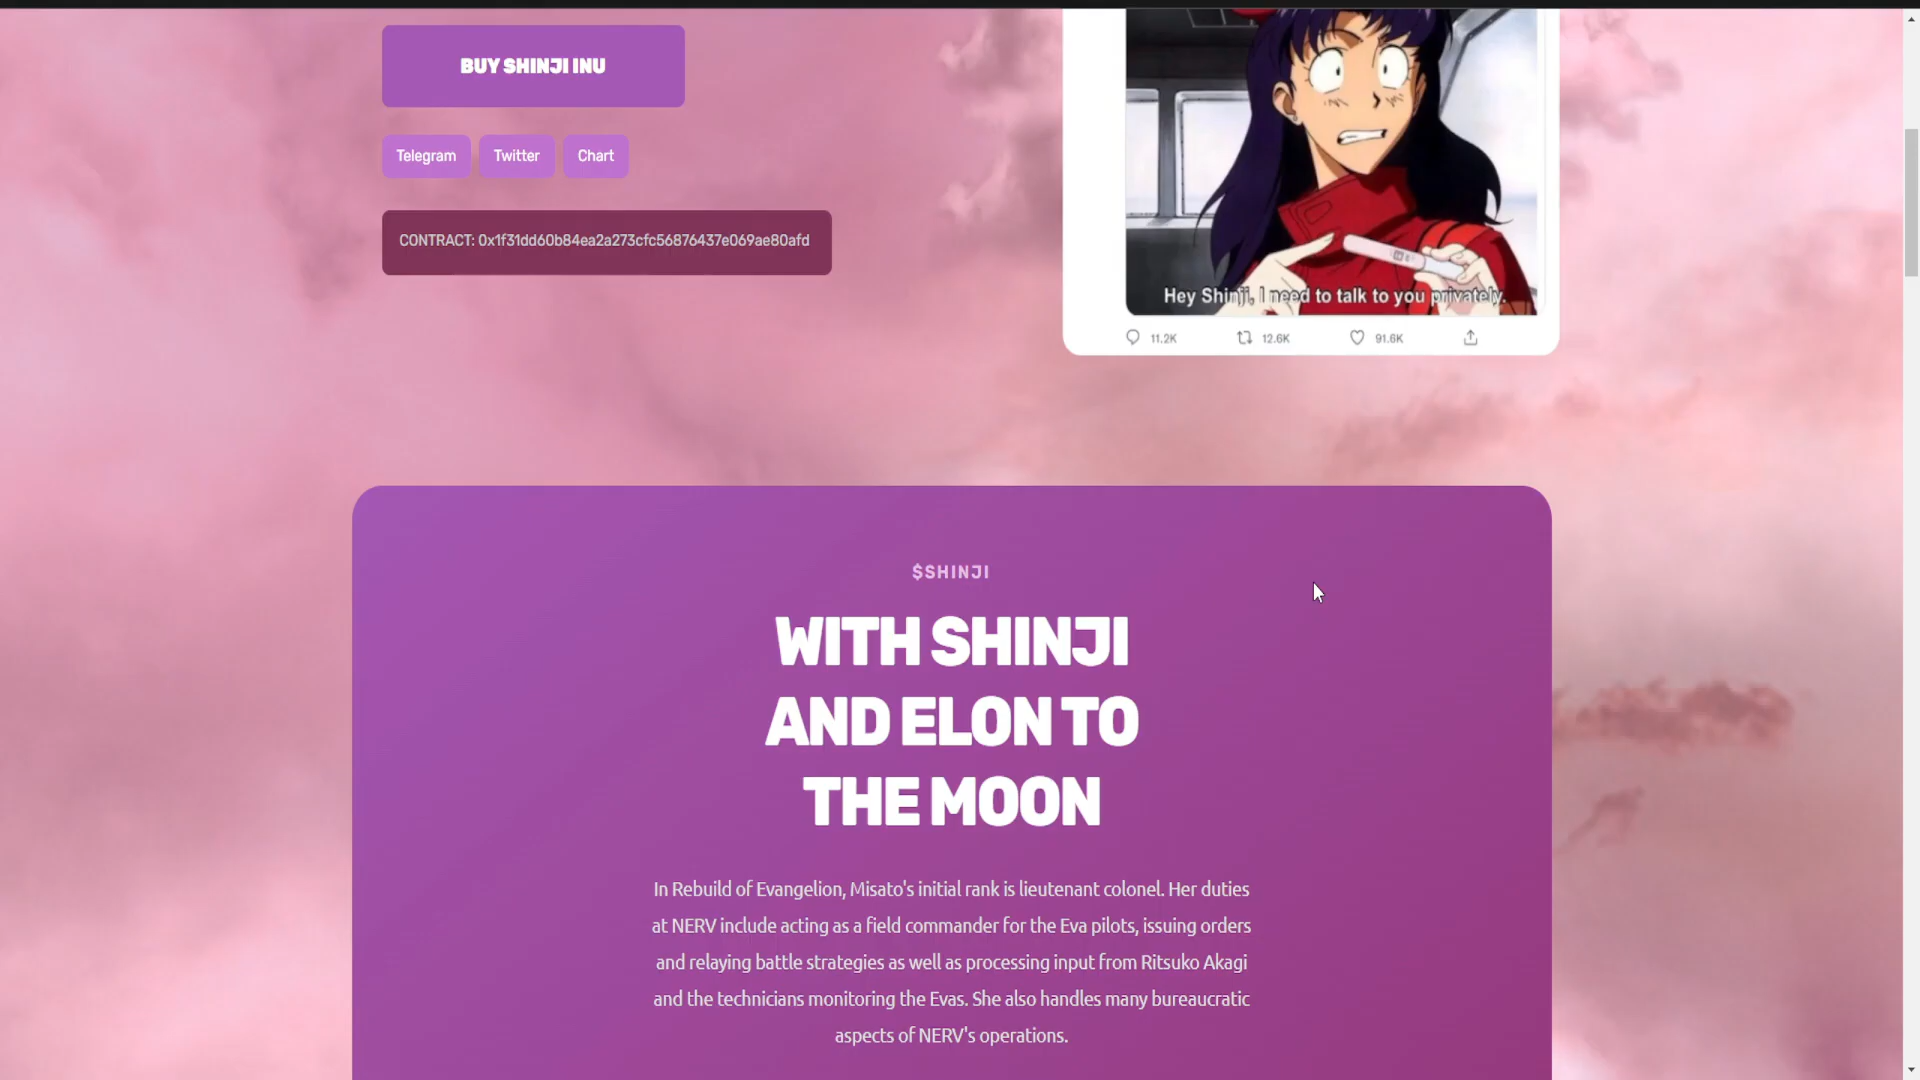 BUY SHINJI INU
Telegram
Twitter
Chart
CONTRACT: 0x1f31dd60b84ea2a273cfc56876437e069ae80afd
Hey Shinji, I need to talk to you privately.
11.2K
12.6K
91.6K
$SHINJI
WITH SHINJI
AND ELON TO
THE MOON
In Rebuild of Evangelion, Misato's initial rank is lieutenant colonel. Her duties
at NERV include acting as a field commander for the Eva pilots, issuing orders
and relaying battle strategies as well as processing input from Ritsuko Akagi
and the technicians monitoring the Evas. She also handles many bureaucratic
aspects of NERV's operations.